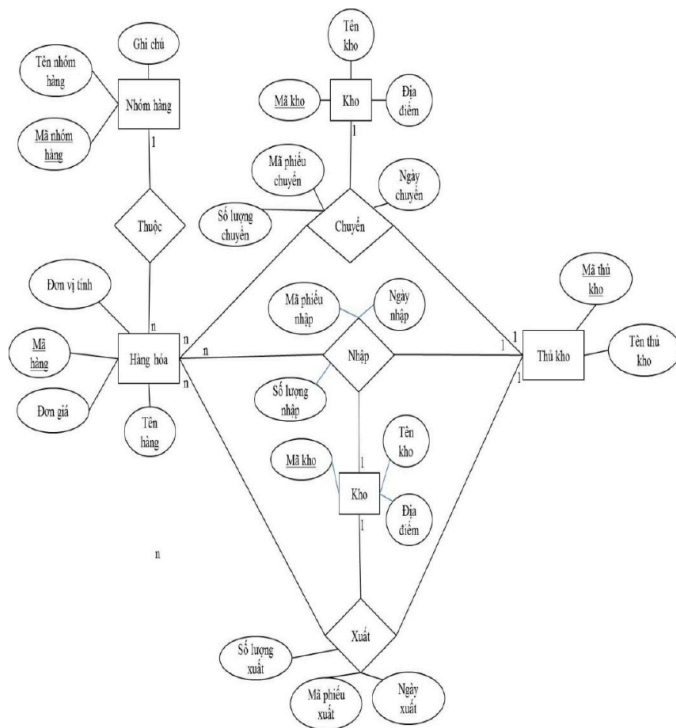 Tên
kho
Ghi chú
Tên nhóm
hàng
Nhóm hàng
Mã kho
Kho
Địa
điểm
Mã nhóm
hàng
1
1
Mã phiếu
chuyển
Ngày
chuyển
Số lượng
chuyển
Chuyển
Thuộc
Mã thủ
kho
Đơn vị tính
Mã phiếu
nhập
Ngày
nhập
n
n
1
Mã
hàng
Hàng hóa
n
Nhập
1
Thủ kho
Tên thủ
kho
n
1
Đơn giá
Số lượng
nhập
Tên
hàng
Tên
kho
Mã kho
1
Kho
Địa
điểm
1
n
Xuất
Số lượng
xuất
Mã phiếu
xuất
Ngày
xuất